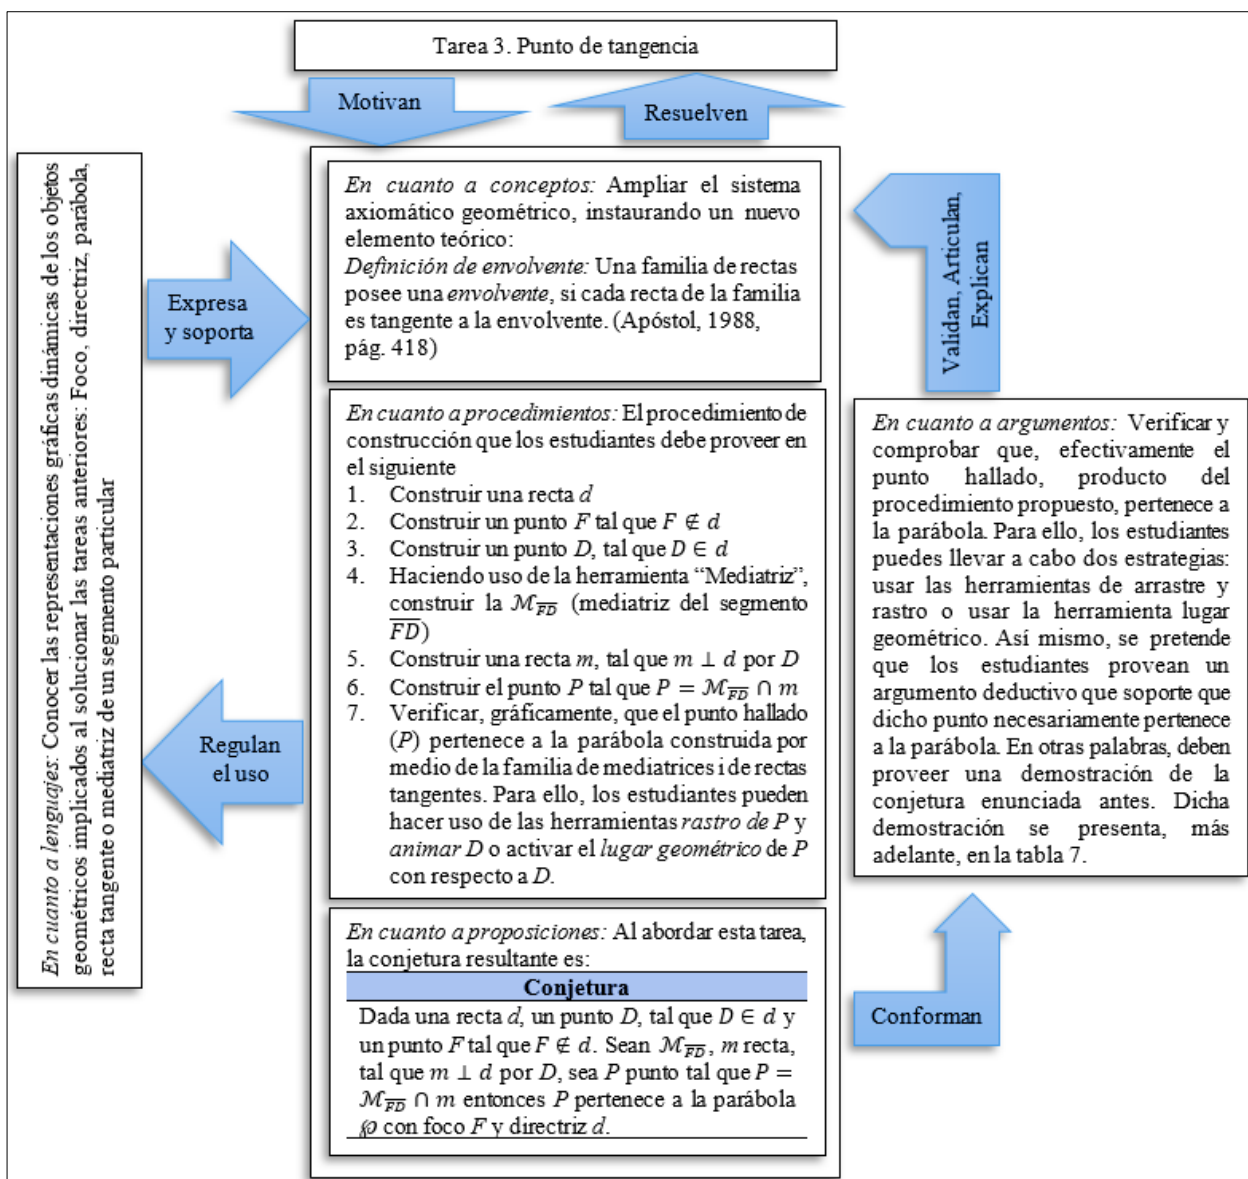 Tarea 3. Punto de tangencia
Motivan
Resuelven
En cuanto a lenguajes: Conocer las representaciones gráficas dinámicas de los objetos
geométricos implicados al solucionar las tareas anteriores: Foco, directriz, parábola,
recta tangente o mediatriz de un segmento particular
Expresa
y soporta
Regulan
el uso
En cuanto a conceptos: Ampliar el sistema
axiomático geométrico, instaurando un nuevo
elemento teórico:
Definición de envolvente: Una familia de rectas
posee una envolvente, si cada recta de la familia
es tangente a la envolvente. (Apóstol, 1988,
pág. 418)
En cuanto a procedimientos: El procedimiento de
construcción que los estudiantes debe proveer en
el siguiente
1. Construir una recta d
2. Construir un punto F tal que F ∉ d
3. Construir un punto D, tal que D ∈ d
4. Haciendo uso de la herramienta “Mediatriz”,
construir la ℳ_F̅D̅ (mediatriz del segmento
F̅D̅)
5. Construir una recta m, tal que m ⊥ d por D
6. Construir el punto P tal que P = ℳ_F̅D̅ ∩ m
7. Verificar, gráficamente, que el punto hallado
(P) pertenece a la parábola construida por
medio de la familia de mediatrices i de rectas
tangentes. Para ello, los estudiantes pueden
hacer uso de las herramientas rastro de P y
animar D o activar el lugar geométrico de P
con respecto a D.
En cuanto a proposiciones: Al abordar esta tarea,
la conjetura resultante es:
Conjetura
Dada una recta d, un punto D, tal que D ∈ d y
un punto F tal que F ∉ d. Sean ℳ_F̅D̅, m recta,
tal que m ⊥ d por D, sea P punto tal que P =
ℳ_F̅D̅ ∩ m entonces P pertenece a la parábola
℘ con foco F y directriz d.
Validan, Articulan,
Explican
En cuanto a argumentos: Verificar y
comprobar que, efectivamente el
punto hallado, producto del
procedimiento propuesto, pertenece a
la parábola. Para ello, los estudiantes
puedes llevar a cabo dos estrategias:
usar las herramientas de arrastre y
rastro o usar la herramienta lugar
geométrico. Así mismo, se pretende
que los estudiantes provean un
argumento deductivo que soporte que
dicho punto necesariamente pertenece
a la parábola. En otras palabras, deben
proveer una demostración de la
conjetura enunciada antes. Dicha
demostración se presenta, más
adelante, en la tabla 7.
Conforman